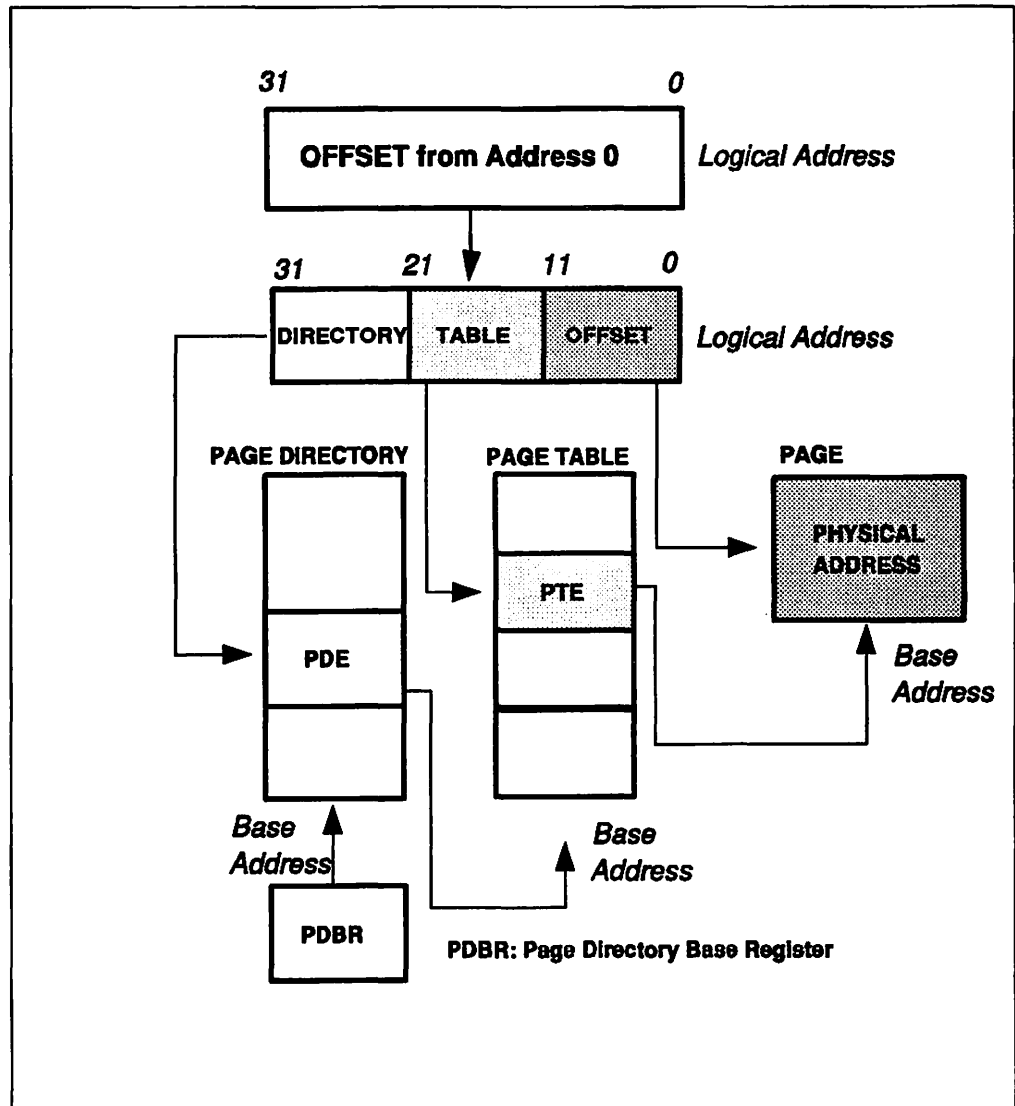 31 0
OFFSET from Address 0 Logical Address
31 21 11 0
DIRECTORY TABLE OFFSET Logical Address
PAGE DIRECTORY PAGE TABLE PAGE
PHYSICAL
ADDRESS
PTE
PDE
Base
Address
Base
Address
Base
Address
PDBR
PDBR: Page Directory Base Register